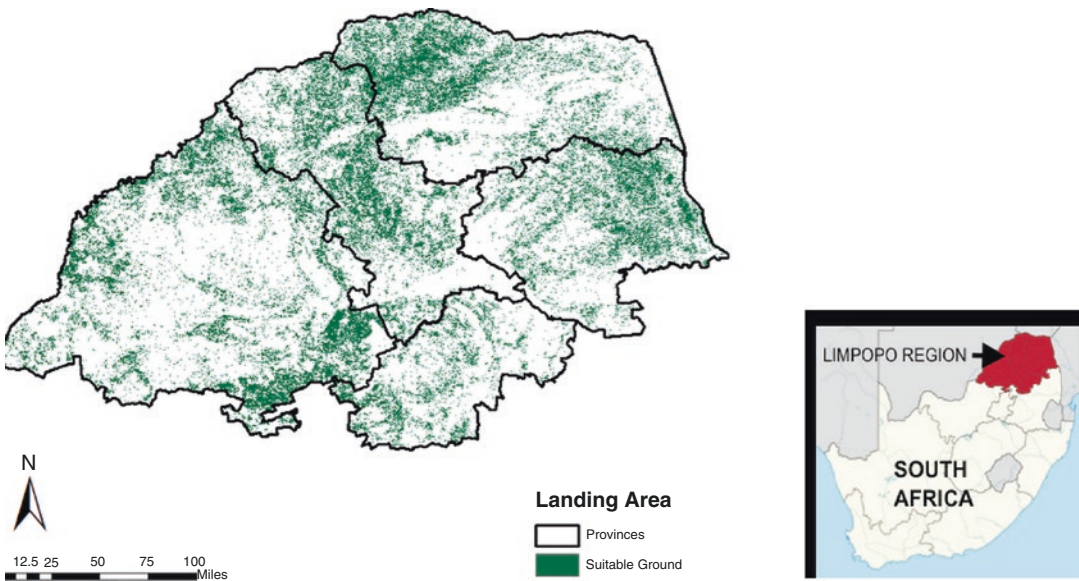 LIMPOPO REGION
SOUTH
AFRICA
N
Landing Area
Provinces
Suitable Ground
12.5 25 50 75 100
Miles